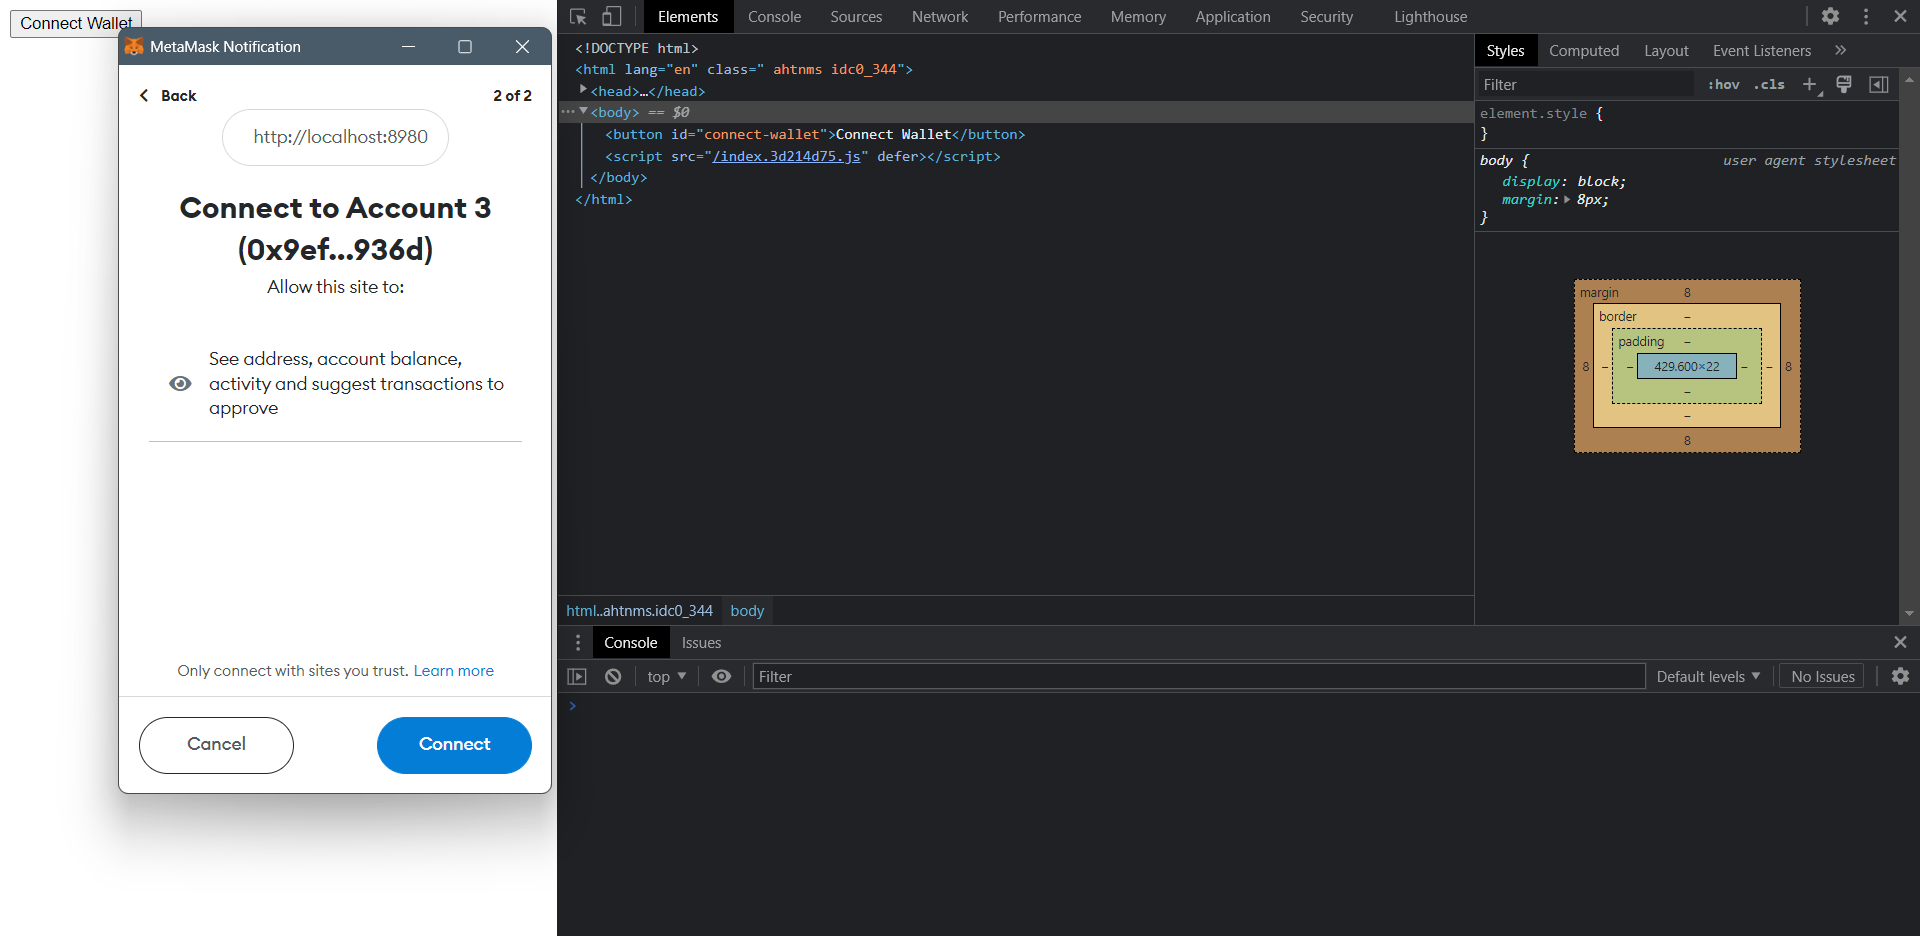 Connect Wallet
MetaMask Notification
Back
2 of 2
http://localhost:8980
Connect to Account 3
(0x9ef...936d)
Allow this site to:
See address, account balance,
activity and suggest transactions to
approve
Only connect with sites you trust. Learn more
Cancel
Connect
Elements Console Sources Network Performance Memory Application Security Lighthouse
<!DOCTYPE html>
<html lang="en" class=" ahtnms idc0_344">
<head>…</head>
<body> == $0
<button id="connect-wallet">Connect Wallet</button>
<script src="/index.3d214d75.js" defer></script>
</body>
</html>
html..ahtnms.idc0_344 body
Styles Computed Layout Event Listeners »
Filter :hov .cls +
element.style {
}
body { user agent stylesheet
display: block;
margin: 8px;
}
margin 8
border –
padding –
8 – – 429.600×22 – – 8
–
–
8
Console Issues
top Filter Default levels No Issues
>